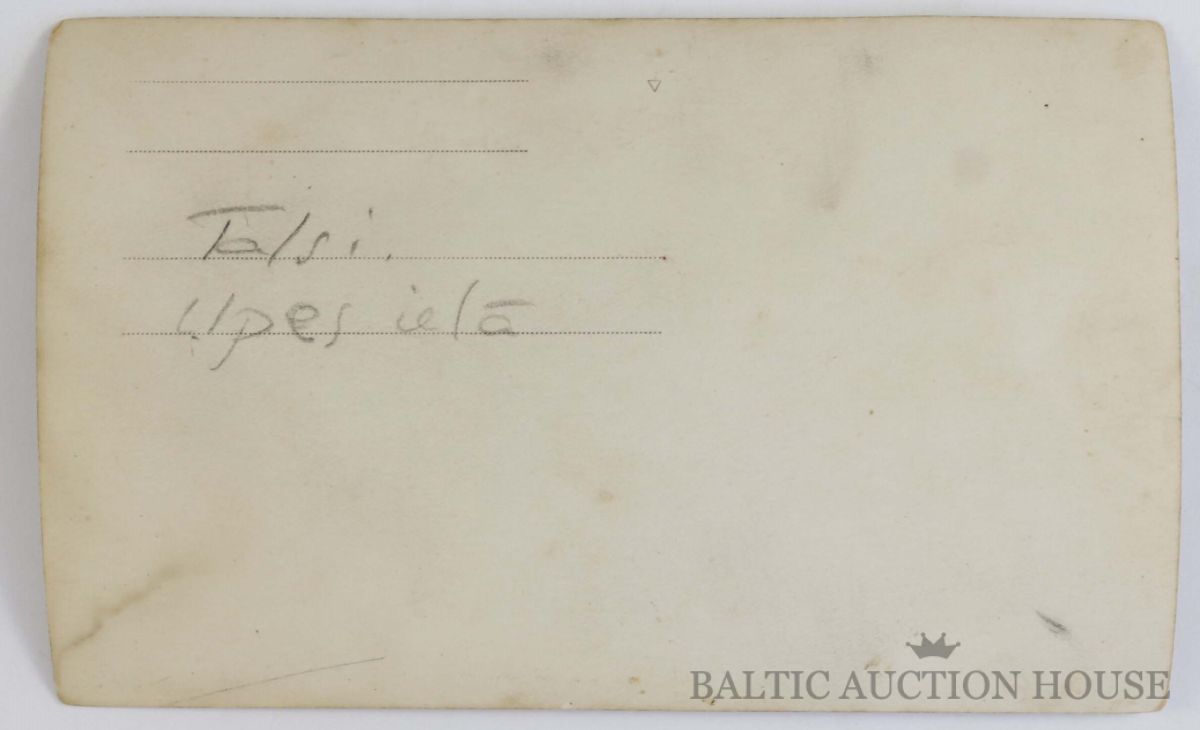 Talsi.
Upes ielā
BALTIC AUCTION HOUSE